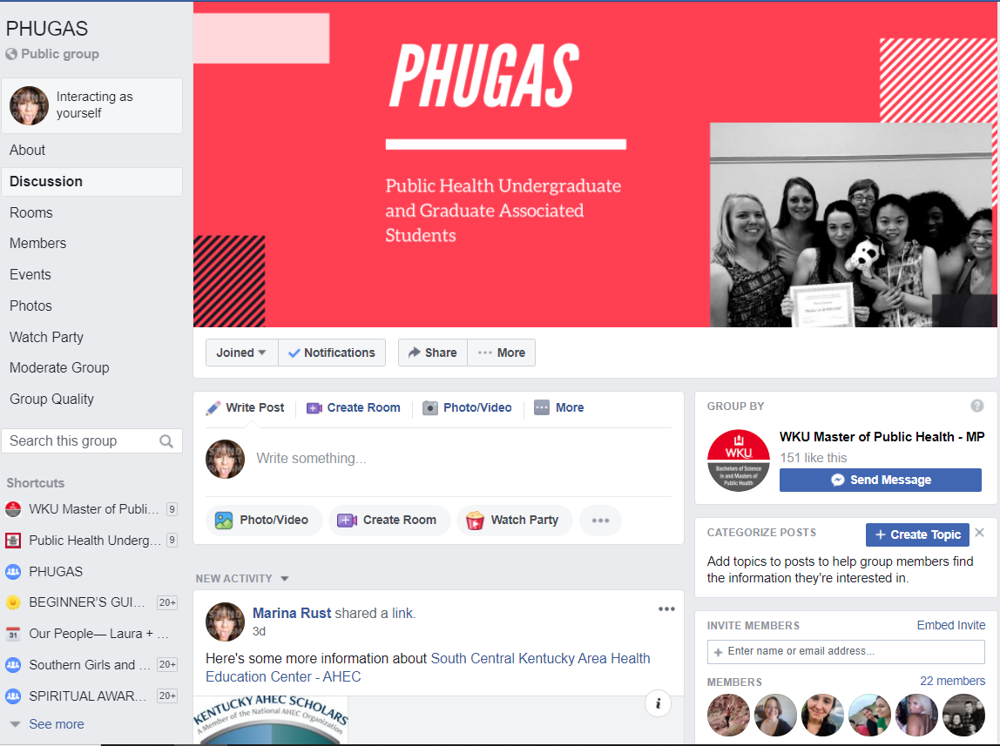 PHUGAS
Public group
Interacting as
yourself
About
Discussion
Rooms
Members
Events
Photos
Watch Party
Moderate Group
Group Quality
Search this group
Shortcuts
WKU Master of Publi... 9
Public Health Underg... 9
PHUGAS
BEGINNER'S GUI... 20+
31 Our People— Laura + ...
Southern Girls and ... 20+
SPIRITUAL AWAR... 20+
See more
PHUGAS
Public Health Undergraduate
and Graduate Associated
Students
Joined Notifications Share More
Write Post Create Room Photo/Video More
Write something...
Photo/Video Create Room Watch Party
NEW ACTIVITY
Marina Rust shared a link.
3d
Here's some more information about South Central Kentucky Area Health
Education Center - AHEC
KENTUCKY AHEC SCHOLARS
A Member of the National AHEC Organization
GROUP BY
WKU
Bachelors of Science
in and Masters of
Public Health
WKU Master of Public Health - MP
151 like this
Send Message
CATEGORIZE POSTS
+ Create Topic
Add topics to posts to help group members find
the information they're interested in.
INVITE MEMBERS Embed Invite
+ Enter name or email address...
MEMBERS 22 members